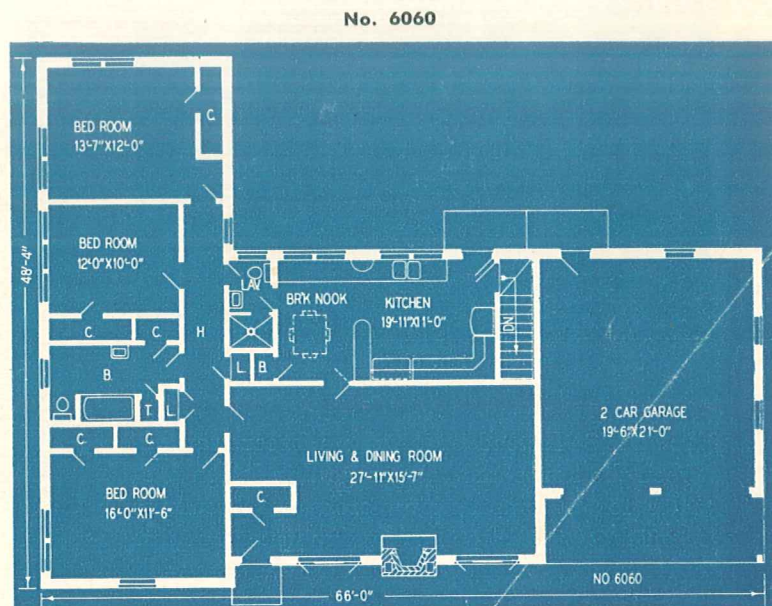 No. 6060
BED ROOM
13'-7"X12'-0"
C.
BED ROOM
12'-0"X10'-0"
48'-4"
C.
C.
H
LAV.
BR'K NOOK
KITCHEN
19'-11"X11'-0"
DN.
B.
T.
L.
L.
B.
2 CAR GARAGE
19'-6"X21'-0"
C.
C.
LIVING & DINING ROOM
27'-11"X15'-7"
BED ROOM
16'-0"X11'-6"
C.
NO 6060
66'-0"